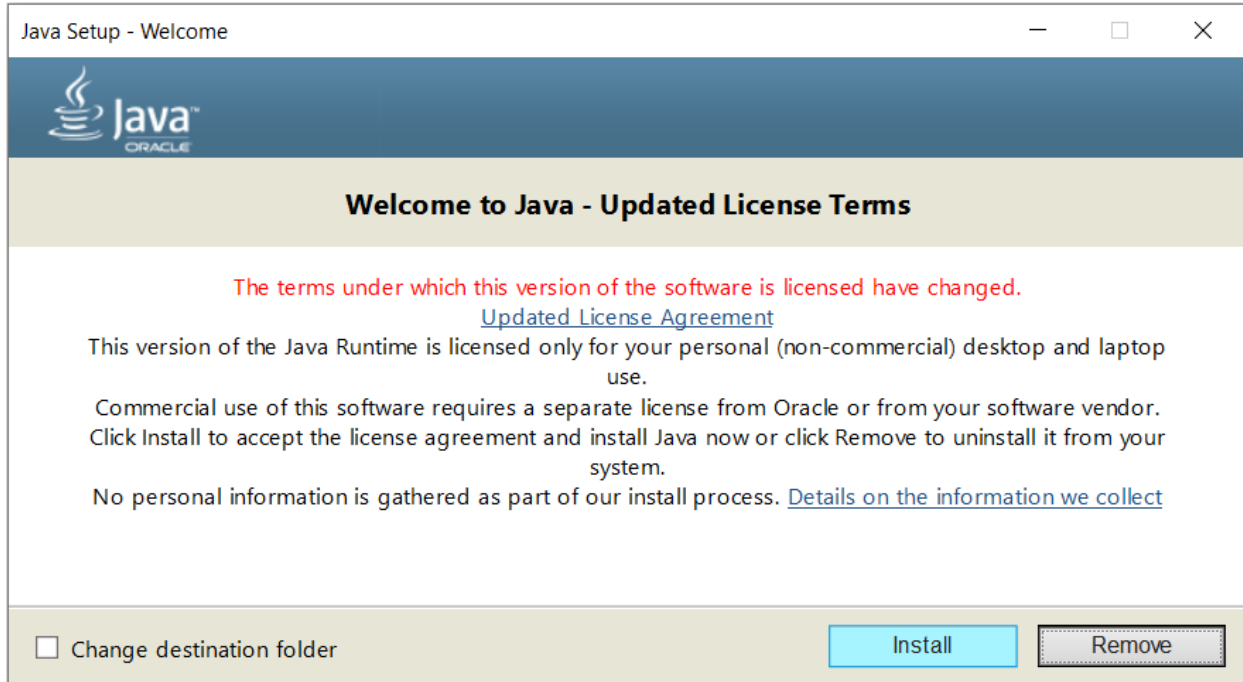 Java Setup - Welcome
Java™
ORACLE
Welcome to Java - Updated License Terms
The terms under which this version of the software is licensed have changed.
Updated License Agreement
This version of the Java Runtime is licensed only for your personal (non-commercial) desktop and laptop
use.
Commercial use of this software requires a separate license from Oracle or from your software vendor.
Click Install to accept the license agreement and install Java now or click Remove to uninstall it from your
system.
No personal information is gathered as part of our install process. Details on the information we collect
Change destination folder
Install
Remove